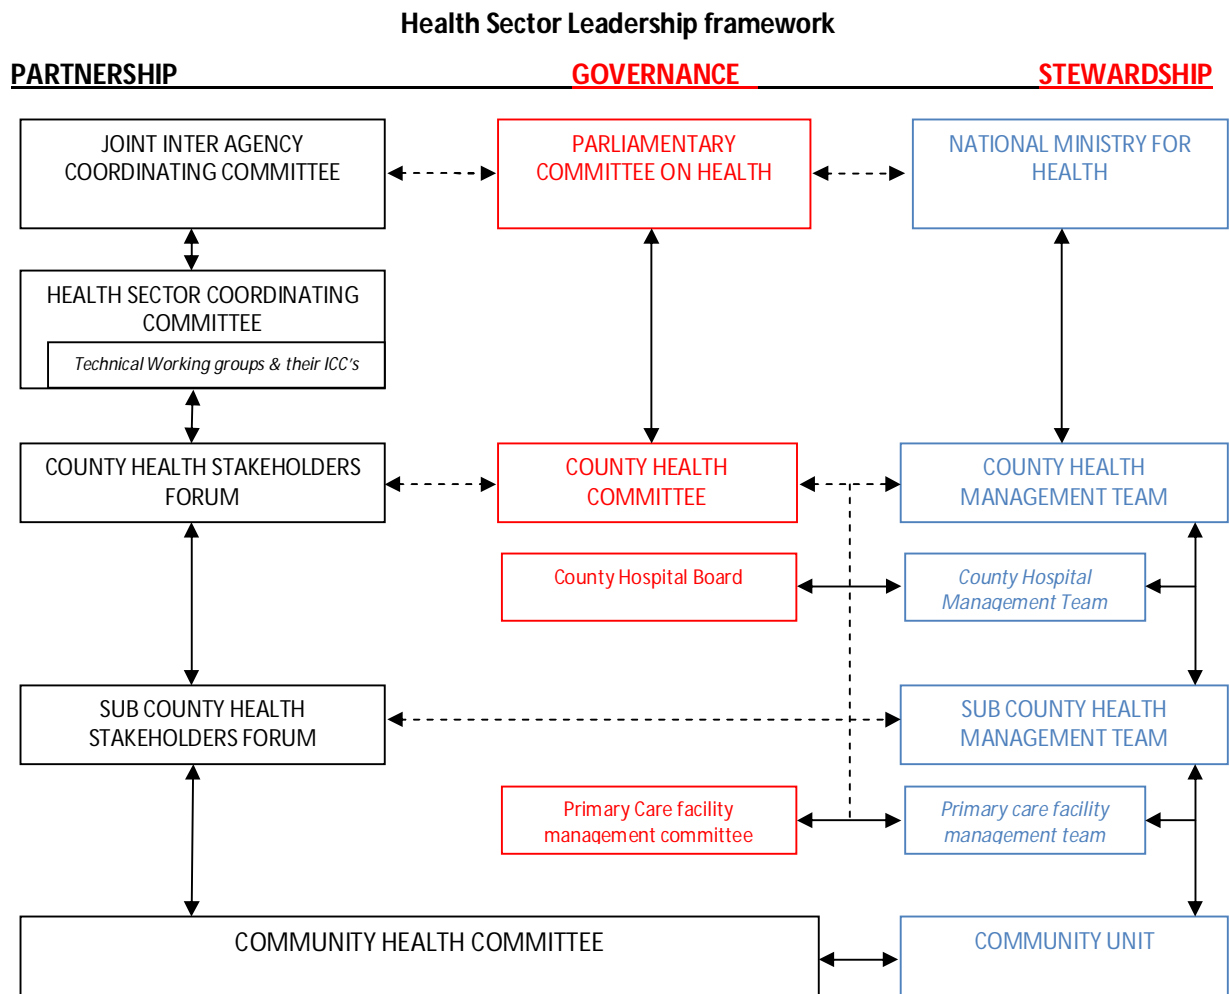 Health Sector Leadership framework
PARTNERSHIP GOVERNANCE STEWARDSHIP
JOINT INTER AGENCY
COORDINATING COMMITTEE
PARLIAMENTARY
COMMITTEE ON HEALTH
NATIONAL MINISTRY FOR
HEALTH
HEALTH SECTOR COORDINATING
COMMITTEE
Technical Working groups & their ICC's
COUNTY HEALTH STAKEHOLDERS
FORUM
COUNTY HEALTH
COMMITTEE
COUNTY HEALTH
MANAGEMENT TEAM
County Hospital Board
County Hospital
Management Team
SUB COUNTY HEALTH
STAKEHOLDERS FORUM
SUB COUNTY HEALTH
MANAGEMENT TEAM
Primary Care facility
management committee
Primary care facility
management team
COMMUNITY HEALTH COMMITTEE
COMMUNITY UNIT